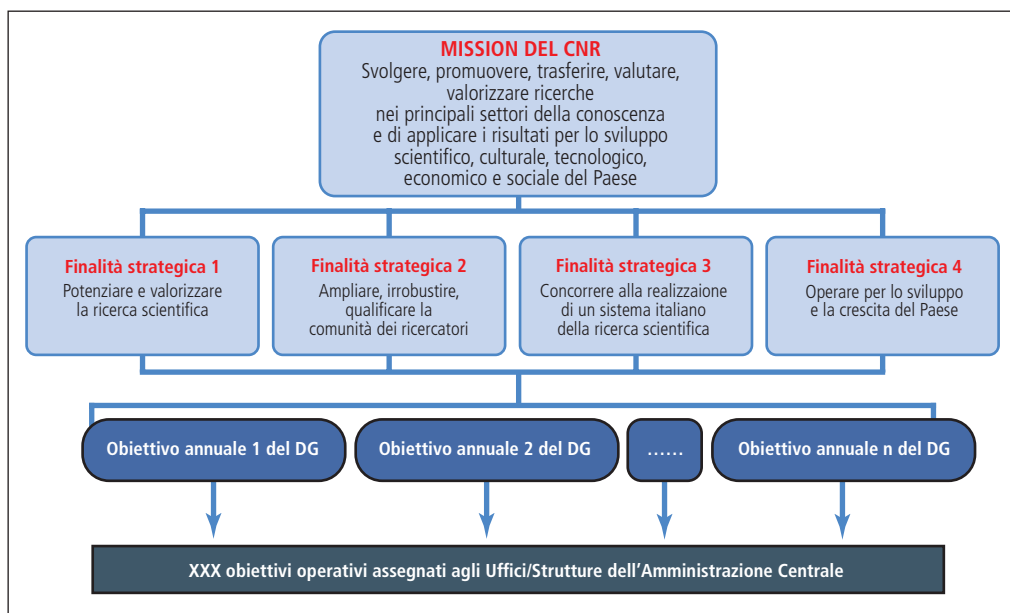 MISSION DEL CNR
Svolgere, promuovere, trasferire, valutare,
valorizzare ricerche
nei principali settori della conoscenza
e di applicare i risultati per lo sviluppo
scientifico, culturale, tecnologico,
economico e sociale del Paese
Finalità strategica 1
Potenziare e valorizzare
la ricerca scientifica
Finalità strategica 2
Ampliare, irrobustire,
qualificare la
comunità dei ricercatori
Finalità strategica 3
Concorrere alla realizzaione
di un sistema italiano
della ricerca scientifica
Finalità strategica 4
Operare per lo sviluppo
e la crescita del Paese
Obiettivo annuale 1 del DG
Obiettivo annuale 2 del DG
......
Obiettivo annuale n del DG
XXX obiettivi operativi assegnati agli Uffici/Strutture dell'Amministrazione Centrale